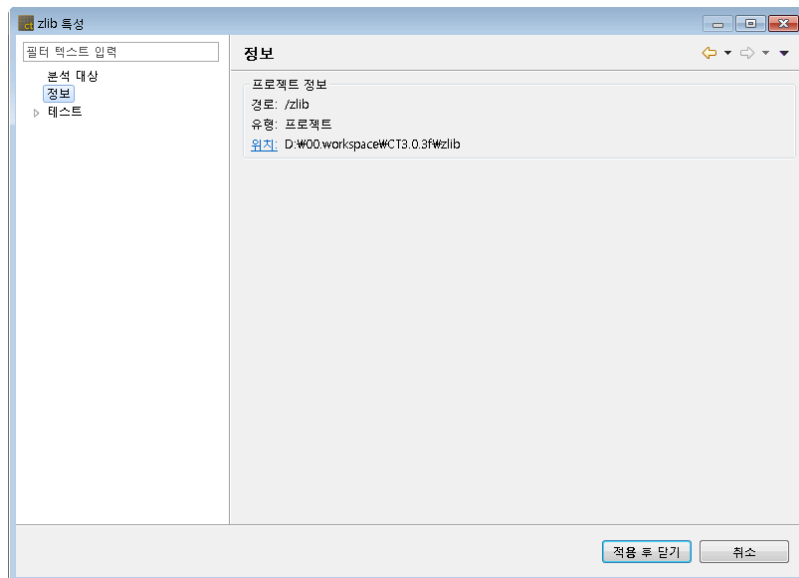 ct zlib 특성
필터 텍스트 입력
분석 대상
정보
테스트
정보
프로젝트 정보
경로: /zlib
유형: 프로젝트
위치: D:₩00.workspace₩CT3.0.3f₩zlib
적용 후 닫기
취소